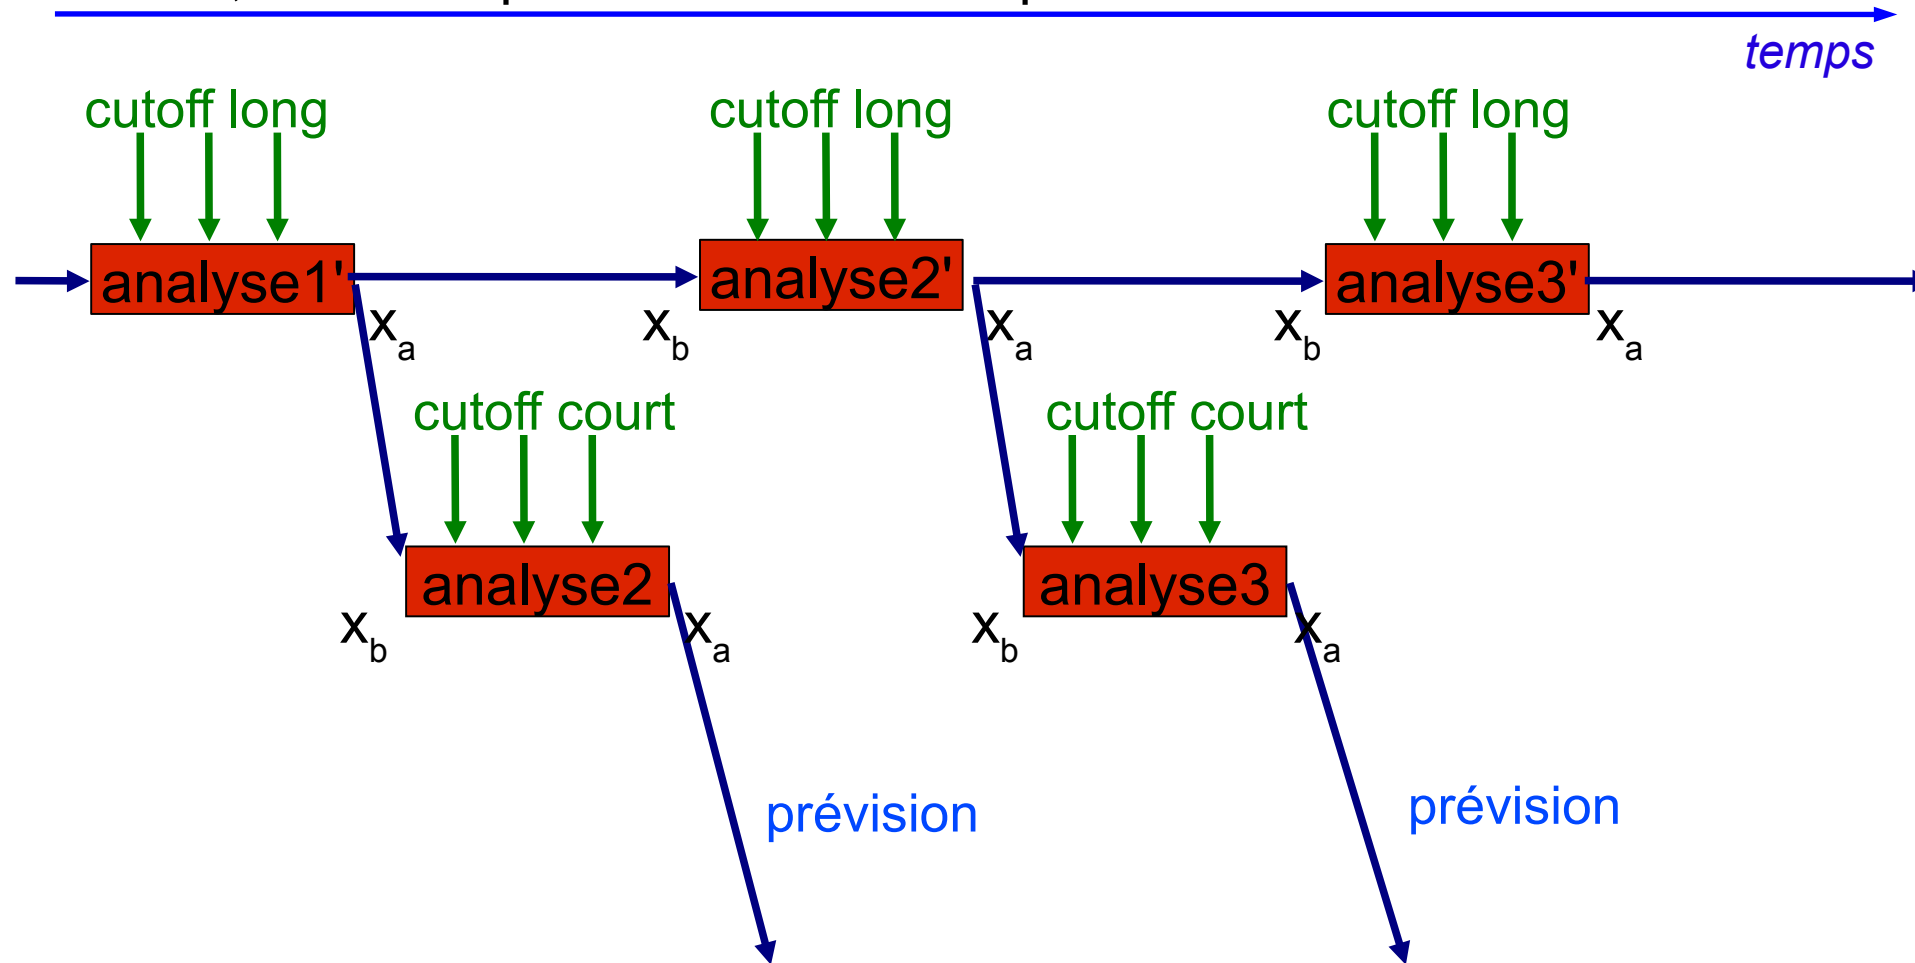 temps
cutoff long
cutoff long
cutoff long
analyse1'
analyse2'
analyse3'
xa
xb
xa
xb
xa
cutoff court
cutoff court
analyse2
analyse3
xb
xa
xb
xa
prévision
prévision